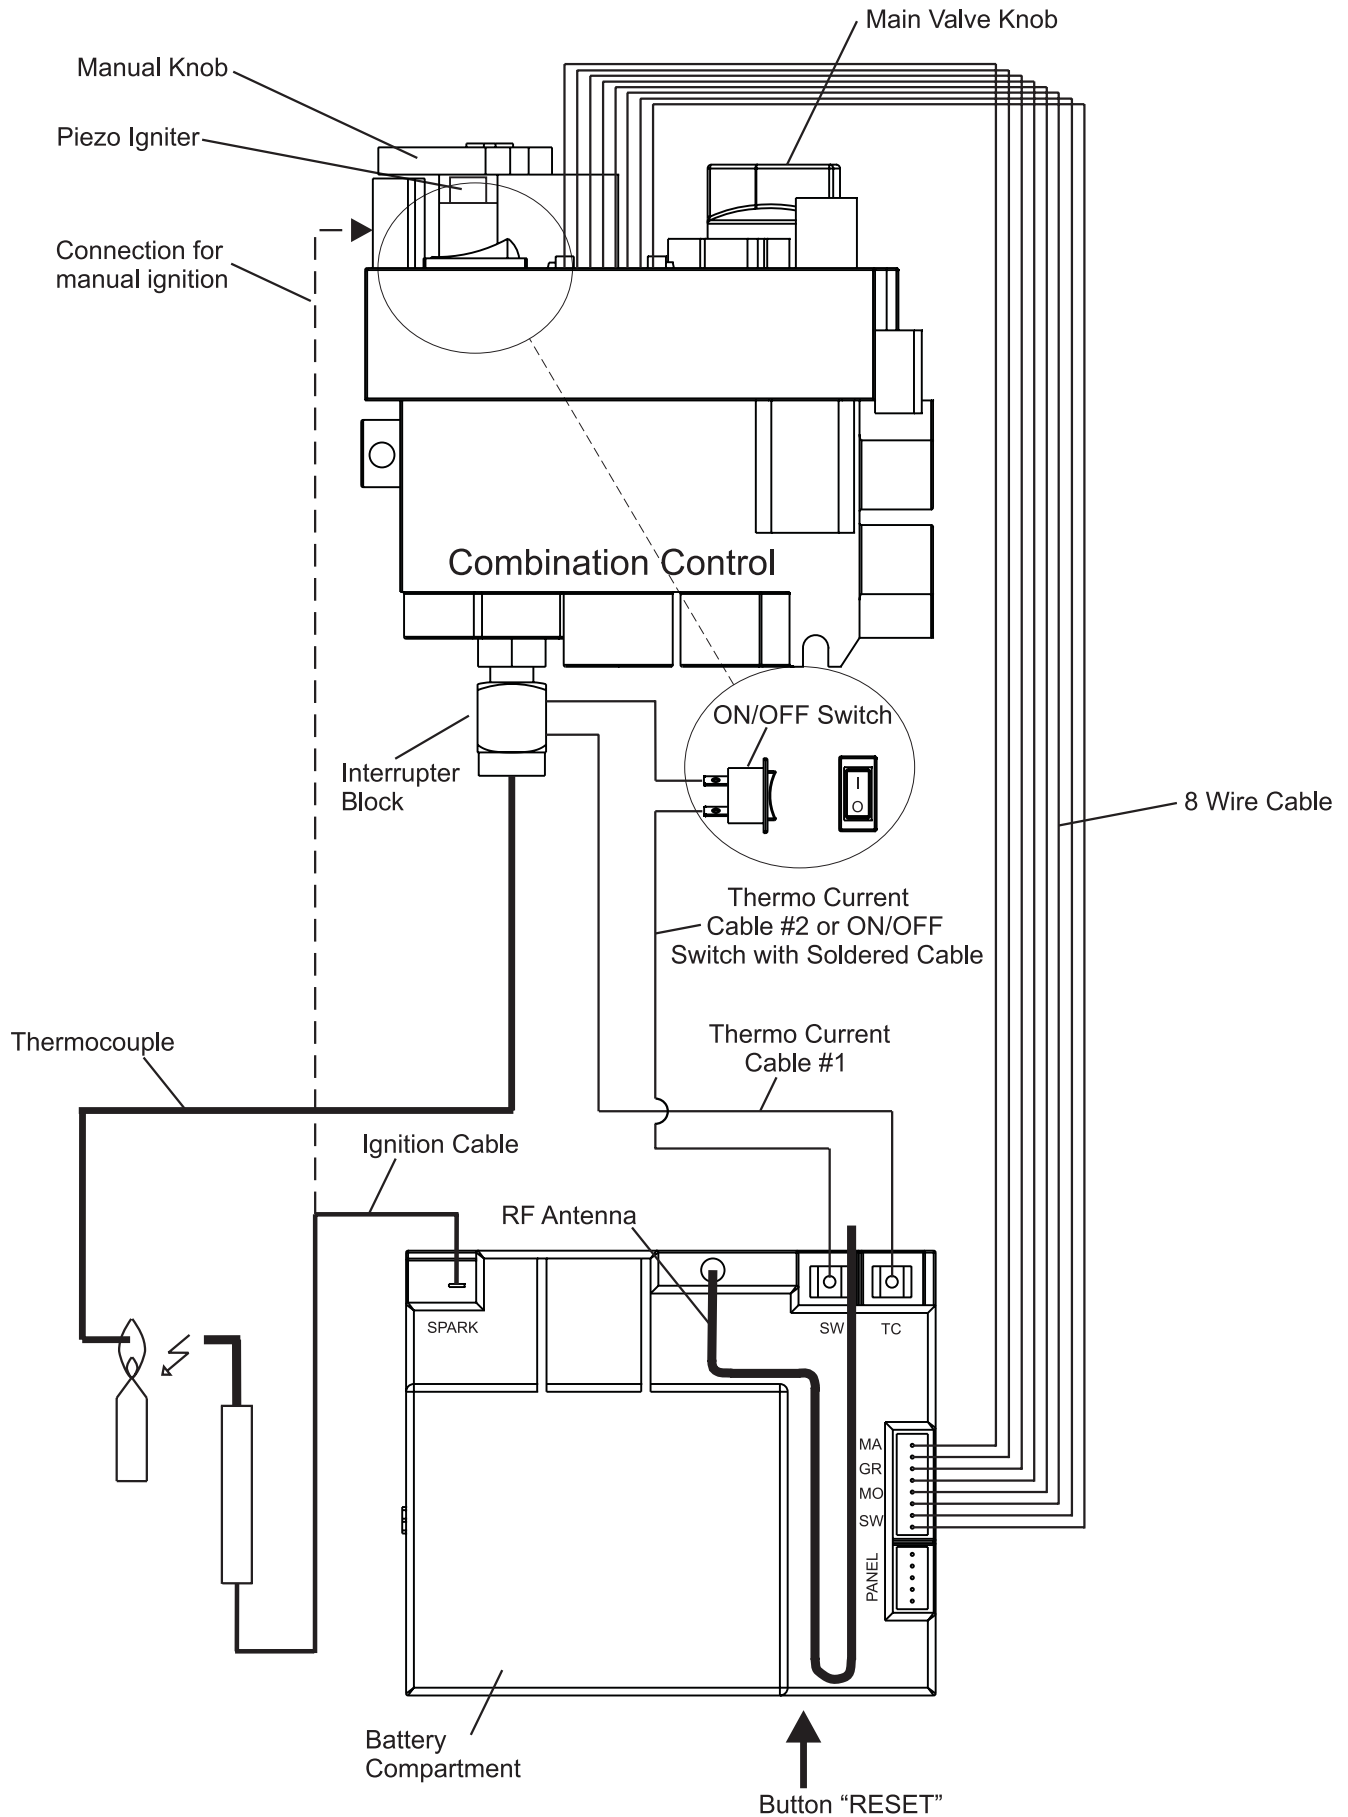 Main Valve Knob
Manual Knob
Piezo Igniter
Connection for
manual ignition
Combination Control
ON/OFF Switch
I
O
Interrupter
Block
8 Wire Cable
Thermo Current
Cable #2 or ON/OFF
Switch with Soldered Cable
Thermocouple
Thermo Current
Cable #1
Ignition Cable
RF Antenna
SPARK
SW
TC
MA
GR
MO
SW
PANEL
Battery
Compartment
Button “RESET”